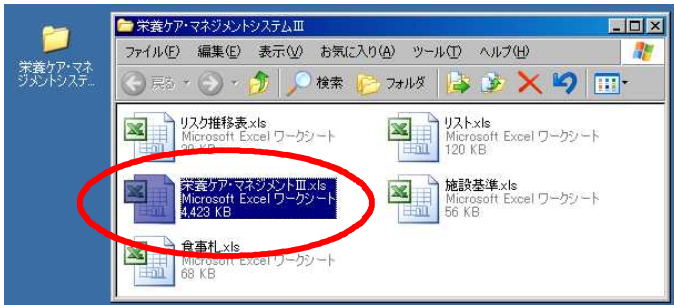 栄養ケア・マネ
ジメントシステ...
栄養ケア・マネジメントシステムⅢ
ファイル(F) 編集(E) 表示(V) お気に入り(A) ツール(T) ヘルプ(H)
戻る 検索 フォルダ
リスク推移表.xls
Microsoft Excel ワークシート
39 KB
リスト.xls
Microsoft Excel ワークシート
120 KB
栄養ケア・マネジメントⅢ.xls
Microsoft Excel ワークシート
4,423 KB
施設基準.xls
Microsoft Excel ワークシート
56 KB
食事札.xls
Microsoft Excel ワークシート
68 KB